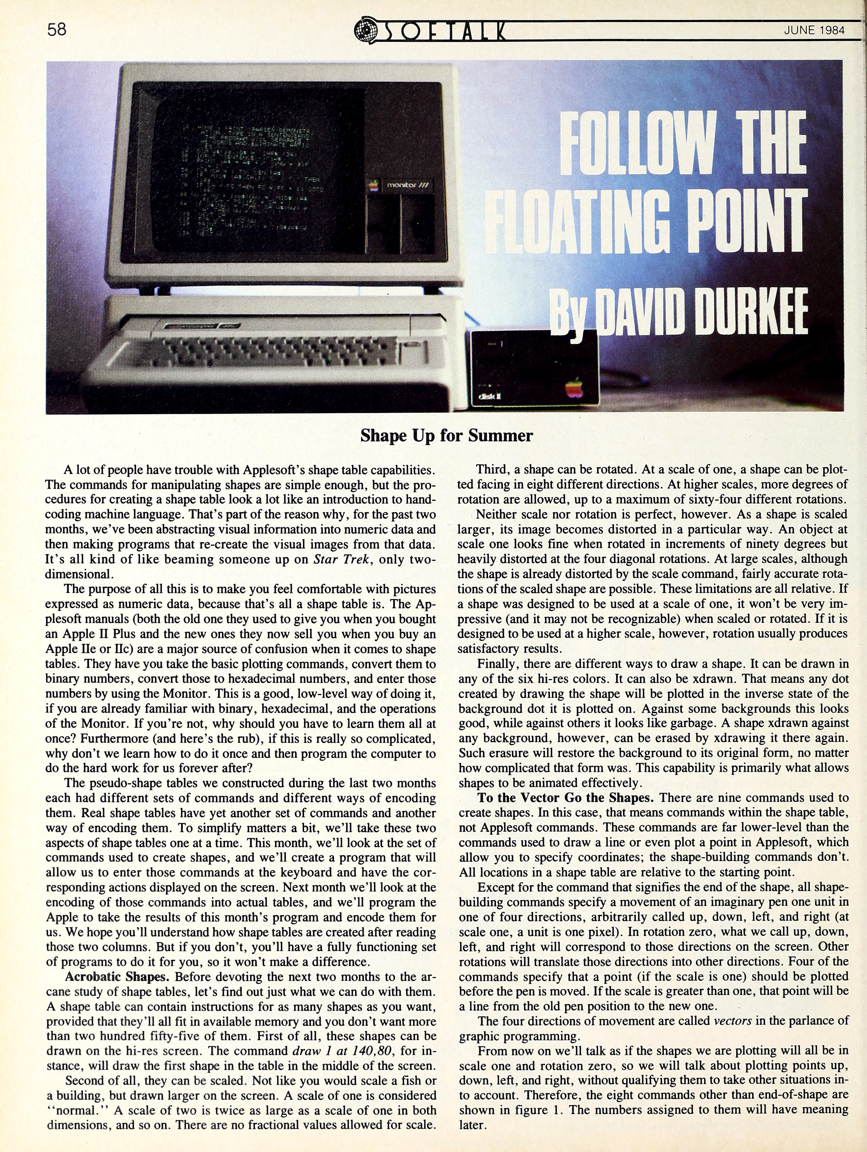 58
SOFTALK
JUNE 1984
monitor ///
FOLLOW THE
FLOATING POINT
By DAVID DURKEE
disk II
Shape Up for Summer
A lot of people have trouble with Applesoft's shape table capabilities.
The commands for manipulating shapes are simple enough, but the pro-
cedures for creating a shape table look a lot like an introduction to hand-
coding machine language. That's part of the reason why, for the past two
months, we've been abstracting visual information into numeric data and
then making programs that re-create the visual images from that data.
It's all kind of like beaming someone up on Star Trek, only two-
dimensional.
The purpose of all this is to make you feel comfortable with pictures
expressed as numeric data, because that's all a shape table is. The Ap-
plesoft manuals (both the old one they used to give you when you bought
an Apple II Plus and the new ones they now sell you when you buy an
Apple IIe or IIc) are a major source of confusion when it comes to shape
tables. They have you take the basic plotting commands, convert them to
binary numbers, convert those to hexadecimal numbers, and enter those
numbers by using the Monitor. This is a good, low-level way of doing it,
if you are already familiar with binary, hexadecimal, and the operations
of the Monitor. If you're not, why should you have to learn them all at
once? Furthermore (and here's the rub), if this is really so complicated,
why don't we learn how to do it once and then program the computer to
do the hard work for us forever after?
The pseudo-shape tables we constructed during the last two months
each had different sets of commands and different ways of encoding
them. Real shape tables have yet another set of commands and another
way of encoding them. To simplify matters a bit, we'll take these two
aspects of shape tables one at a time. This month, we'll look at the set of
commands used to create shapes, and we'll create a program that will
allow us to enter those commands at the keyboard and have the cor-
responding actions displayed on the screen. Next month we'll look at the
encoding of those commands into actual tables, and we'll program the
Apple to take the results of this month's program and encode them for
us. We hope you'll understand how shape tables are created after reading
those two columns. But if you don't, you'll have a fully functioning set
of programs to do it for you, so it won't make a difference.
Acrobatic Shapes. Before devoting the next two months to the ar-
cane study of shape tables, let's find out just what we can do with them.
A shape table can contain instructions for as many shapes as you want,
provided that they'll all fit in available memory and you don't want more
than two hundred fifty-five of them. First of all, these shapes can be
drawn on the hi-res screen. The command draw 1 at 140,80, for in-
stance, will draw the first shape in the table in the middle of the screen.
Second of all, they can be scaled. Not like you would scale a fish or
a building, but drawn larger on the screen. A scale of one is considered
"normal." A scale of two is twice as large as a scale of one in both
dimensions, and so on. There are no fractional values allowed for scale.
Third, a shape can be rotated. At a scale of one, a shape can be plot-
ted facing in eight different directions. At higher scales, more degrees of
rotation are allowed, up to a maximum of sixty-four different rotations.
Neither scale nor rotation is perfect, however. As a shape is scaled
larger, its image becomes distorted in a particular way. An object at
scale one looks fine when rotated in increments of ninety degrees but
heavily distorted at the four diagonal rotations. At large scales, although
the shape is already distorted by the scale command, fairly accurate rota-
tions of the scaled shape are possible. These limitations are all relative. If
a shape was designed to be used at a scale of one, it won't be very im-
pressive (and it may not be recognizable) when scaled or rotated. If it is
designed to be used at a higher scale, however, rotation usually produces
satisfactory results.
Finally, there are different ways to draw a shape. It can be drawn in
any of the six hi-res colors. It can also be xdrawn. That means any dot
created by drawing the shape will be plotted in the inverse state of the
background dot it is plotted on. Against some backgrounds this looks
good, while against others it looks like garbage. A shape xdrawn against
any background, however, can be erased by xdrawing it there again.
Such erasure will restore the background to its original form, no matter
how complicated that form was. This capability is primarily what allows
shapes to be animated effectively.
To the Vector Go the Shapes. There are nine commands used to
create shapes. In this case, that means commands within the shape table,
not Applesoft commands. These commands are far lower-level than the
commands used to draw a line or even plot a point in Applesoft, which
allow you to specify coordinates; the shape-building commands don't.
All locations in a shape table are relative to the starting point.
Except for the command that signifies the end of the shape, all shape-
building commands specify a movement of an imaginary pen one unit in
one of four directions, arbitrarily called up, down, left, and right (at
scale one, a unit is one pixel). In rotation zero, what we call up, down,
left, and right will correspond to those directions on the screen. Other
rotations will translate those directions into other directions. Four of the
commands specify that a point (if the scale is one) should be plotted
before the pen is moved. If the scale is greater than one, that point will be
a line from the old pen position to the new one.
The four directions of movement are called vectors in the parlance of
graphic programming.
From now on we'll talk as if the shapes we are plotting will all be in
scale one and rotation zero, so we will talk about plotting points up,
down, left, and right, without qualifying them to take other situations in-
to account. Therefore, the eight commands other than end-of-shape are
shown in figure 1. The numbers assigned to them will have meaning
later.